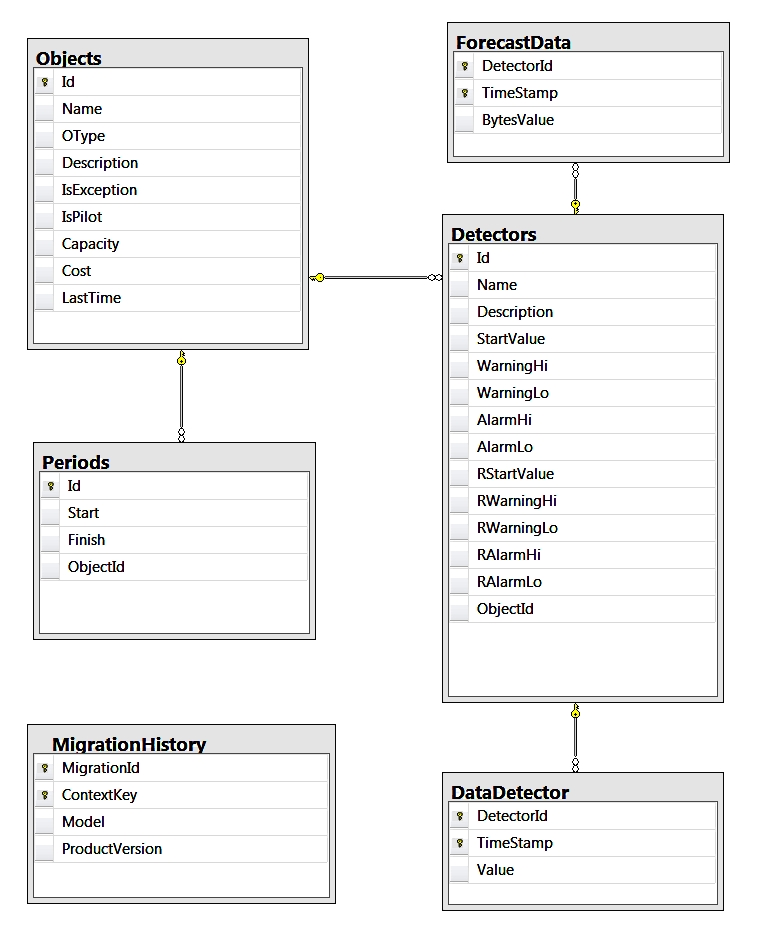 Objects
Id
Name
OType
Description
IsException
IsPilot
Capacity
Cost
LastTime
ForecastData
DetectorId
TimeStamp
BytesValue
Detectors
Id
Name
Description
StartValue
WarningHi
WarningLo
AlarmHi
AlarmLo
RStartValue
RWarningHi
RWarningLo
RAlarmHi
RAlarmLo
ObjectId
Periods
Id
Start
Finish
ObjectId
MigrationHistory
MigrationId
ContextKey
Model
ProductVersion
DataDetector
DetectorId
TimeStamp
Value